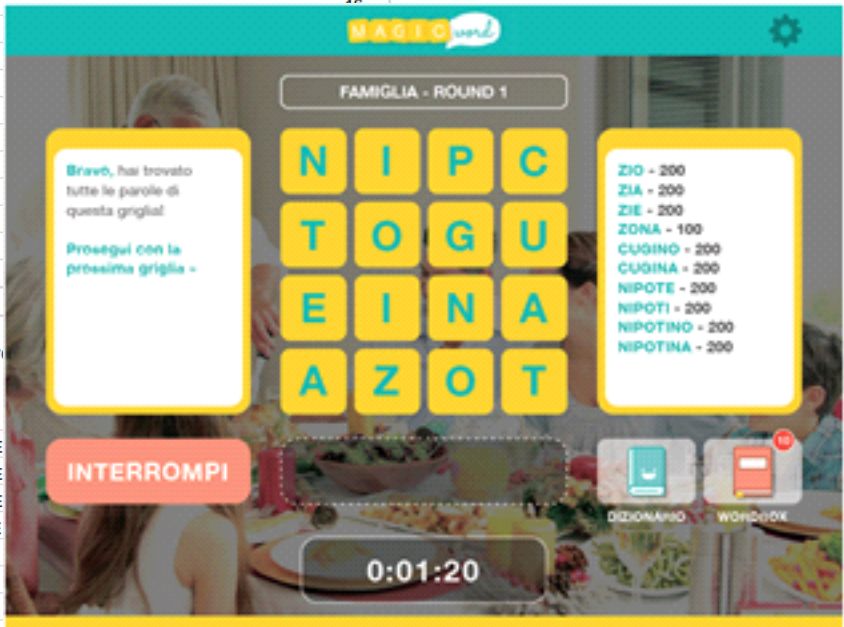 MAGIC word
FAMIGLIA - ROUND 1
Bravo, hai trovato
tutte le parole di
questa griglia!
Prosegui con la
prossima griglia -
N I P C
T O G U
E I N A
A Z O T
ZIO - 200
ZIA - 200
ZIE - 200
ZONA - 100
CUGINO - 200
CUGINA - 200
NIPOTE - 200
NIPOTI - 200
NIPOTINO - 200
NIPOTINA - 200
INTERROMPI
10
DIZIONARIO
WORDBOX
0:01:20